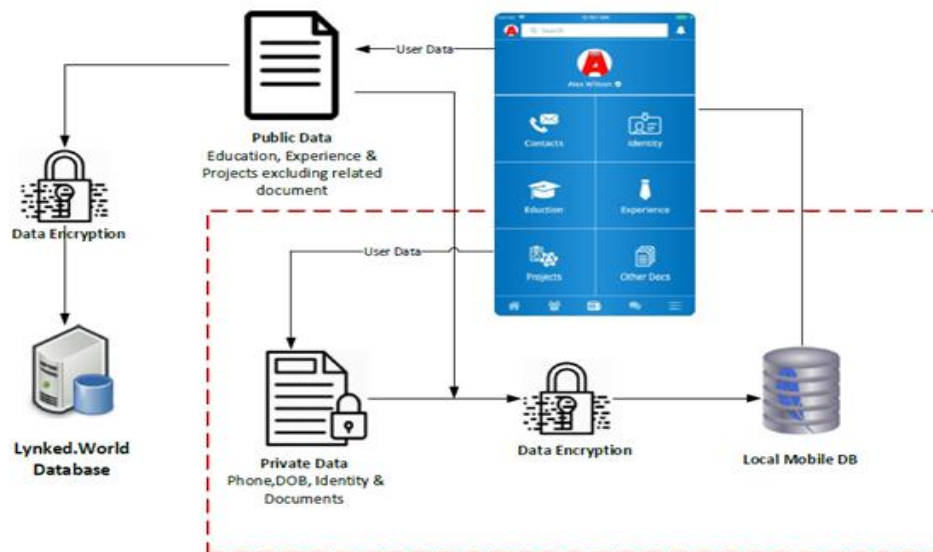 Search
User Data
Alex Wilson
Public Data
Education, Experience &
Projects excluding related
document
Contacts
Identity
Data Encryption
Eduction
Experience
User Data
Projects
Other Docs
Lynked.World
Database
Private Data
Phone,DOB, Identity &
Documents
Data Encryption
Local Mobile DB